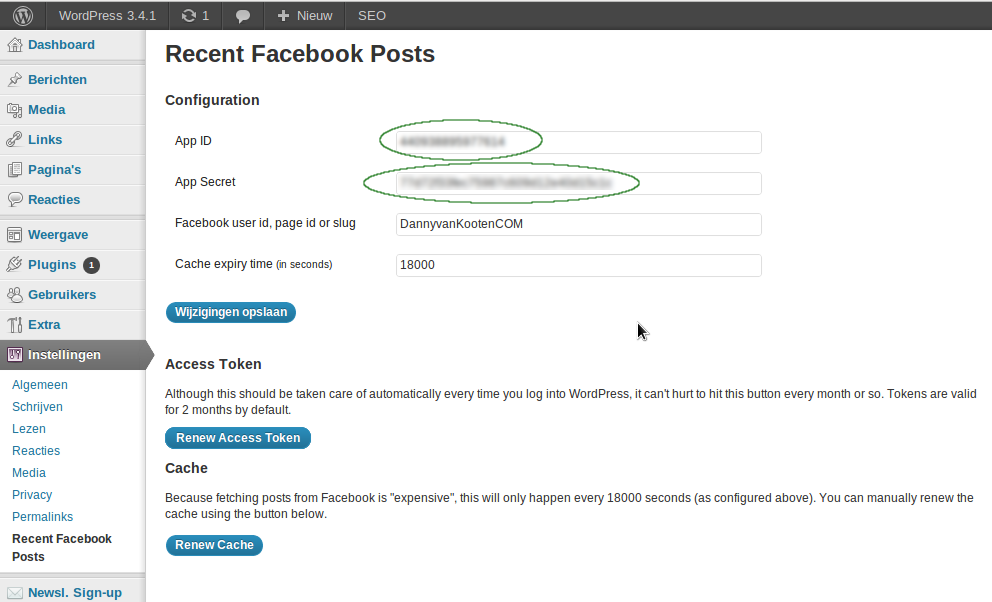 WordPress 3.4.1
1
Nieuw
SEO
Dashboard
Berichten
Media
Links
Pagina's
Reacties
Weergave
Plugins 1
Gebruikers
Extra
Instellingen
Algemeen
Schrijven
Lezen
Reacties
Media
Privacy
Permalinks
Recent Facebook
Posts
Newsl. Sign-up
Recent Facebook Posts
Configuration
App ID
App Secret
Facebook user id, page id or slug
DannyvanKootenCOM
Cache expiry time (in seconds)
18000
Wijzigingen opslaan
Access Token
Although this should be taken care of automatically every time you log into WordPress, it can't hurt to hit this button every month or so. Tokens are valid
for 2 months by default.
Renew Access Token
Cache
Because fetching posts from Facebook is "expensive", this will only happen every 18000 seconds (as configured above). You can manually renew the
cache using the button below.
Renew Cache